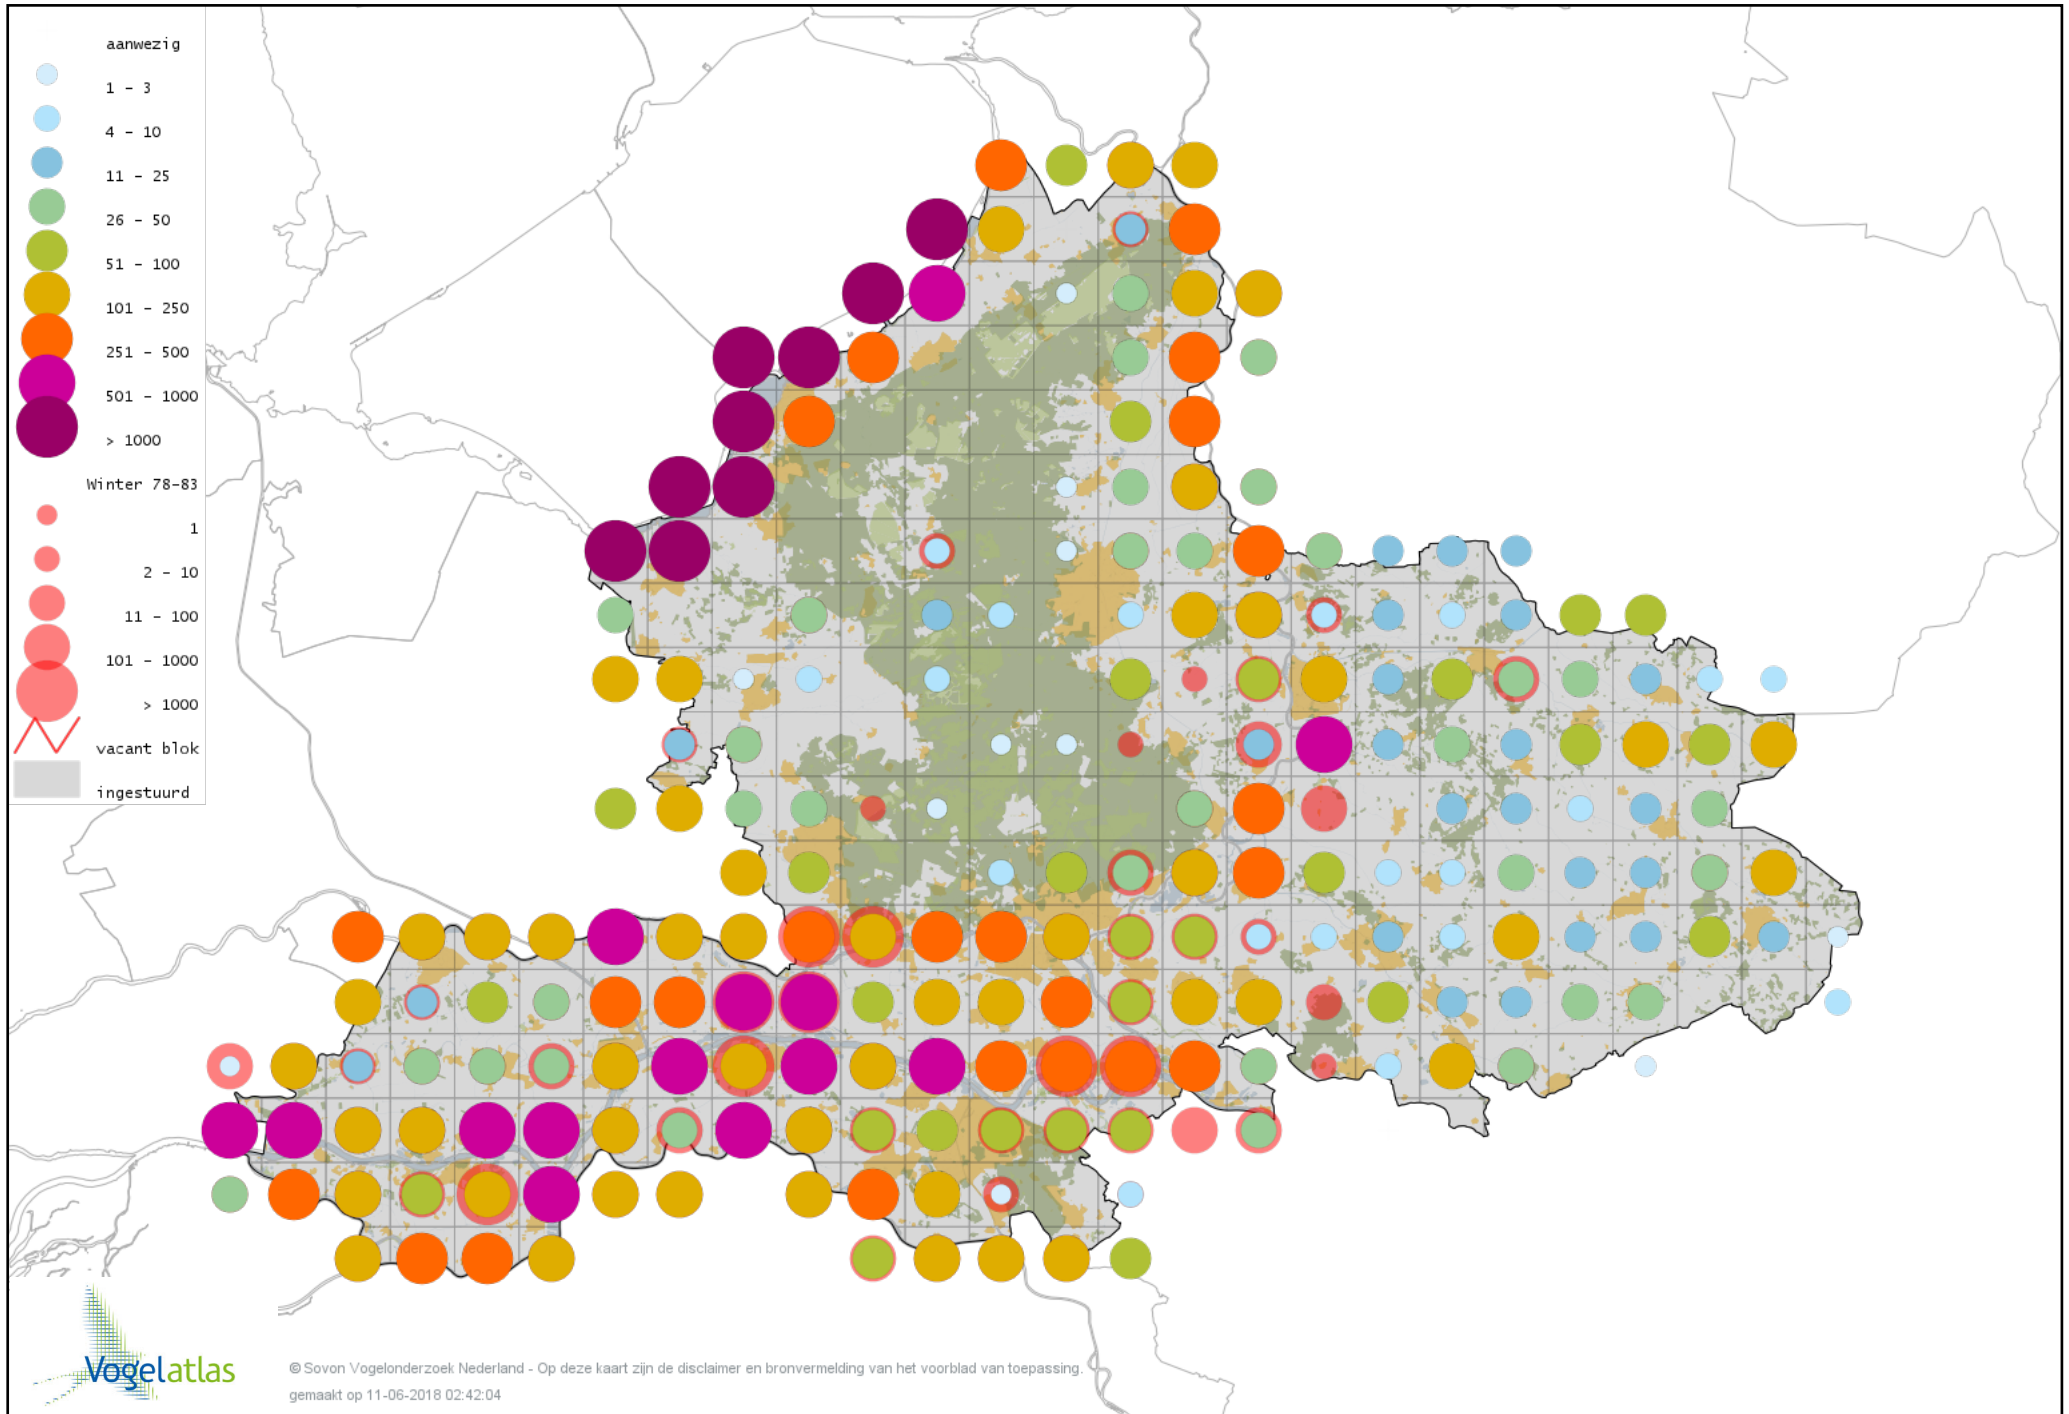 aanwezig
1 - 3
4 - 10
11 - 25
26 - 50
51 - 100
101 - 250
251 - 500
501 - 1000
> 1000
Winter 78-83
1
2 - 10
11 - 100
101 - 1000
> 1000
vacant blok
ingestuurd
Vogelatlas
© Sovon Vogelonderzoek Nederland - Op deze kaart zijn de disclaimer en bronvermelding van het voorblad van toepassing.
gemaakt op 11-06-2018 02:42:04